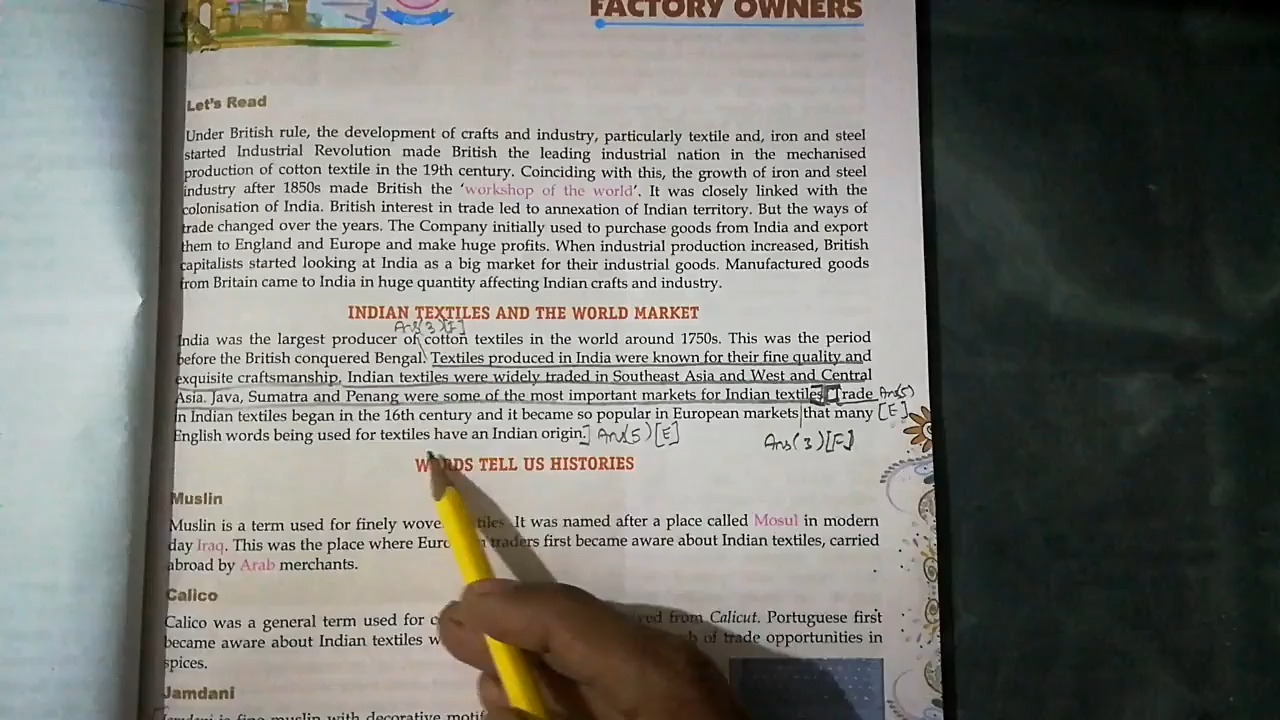 FACTORY OWNERS
Let's Read
Under British rule, the development of crafts and industry, particularly textile and, iron and steel
started Industrial Revolution made British the leading industrial nation in the mechanised
production of cotton textile in the 19th century. Coinciding with this, the growth of iron and steel
industry after 1850s made British the 'workshop of the world'. It was closely linked with the
colonisation of India. British interest in trade led to annexation of Indian territory. But the ways of
trade changed over the years. The Company initially used to purchase goods from India and export
them to England and Europe and make huge profits. When industrial production increased, British
capitalists started looking at India as a big market for their industrial goods. Manufactured goods
from Britain came to India in huge quantity affecting Indian crafts and industry.
INDIAN TEXTILES AND THE WORLD MARKET
Ans(3)[F]
India was the largest producer of cotton textiles in the world around 1750s. This was the period
before the British conquered Bengal. Textiles produced in India were known for their fine quality and
exquisite craftsmanship. Indian textiles were widely traded in Southeast Asia and West and Central
Asia. Java, Sumatra and Penang were some of the most important markets for Indian textiles. Trade Ans(5)
in Indian textiles began in the 16th century and it became so popular in European markets that many [E]
English words being used for textiles have an Indian origin.] Ans(5)[E] Ans(3)[F]
WORDS TELL US HISTORIES
Muslin
Muslin is a term used for finely It was named after a place called Mosul in modern
day Iraq. This was the place where traders first became aware about Indian textiles, carried
abroad by Arab merchants.
Calico
Calico was a general term used for from Calicut. Portuguese first
became aware about Indian textiles of trade opportunities in
spices.
Jamdani
Jamdani is fine muslin with decorative